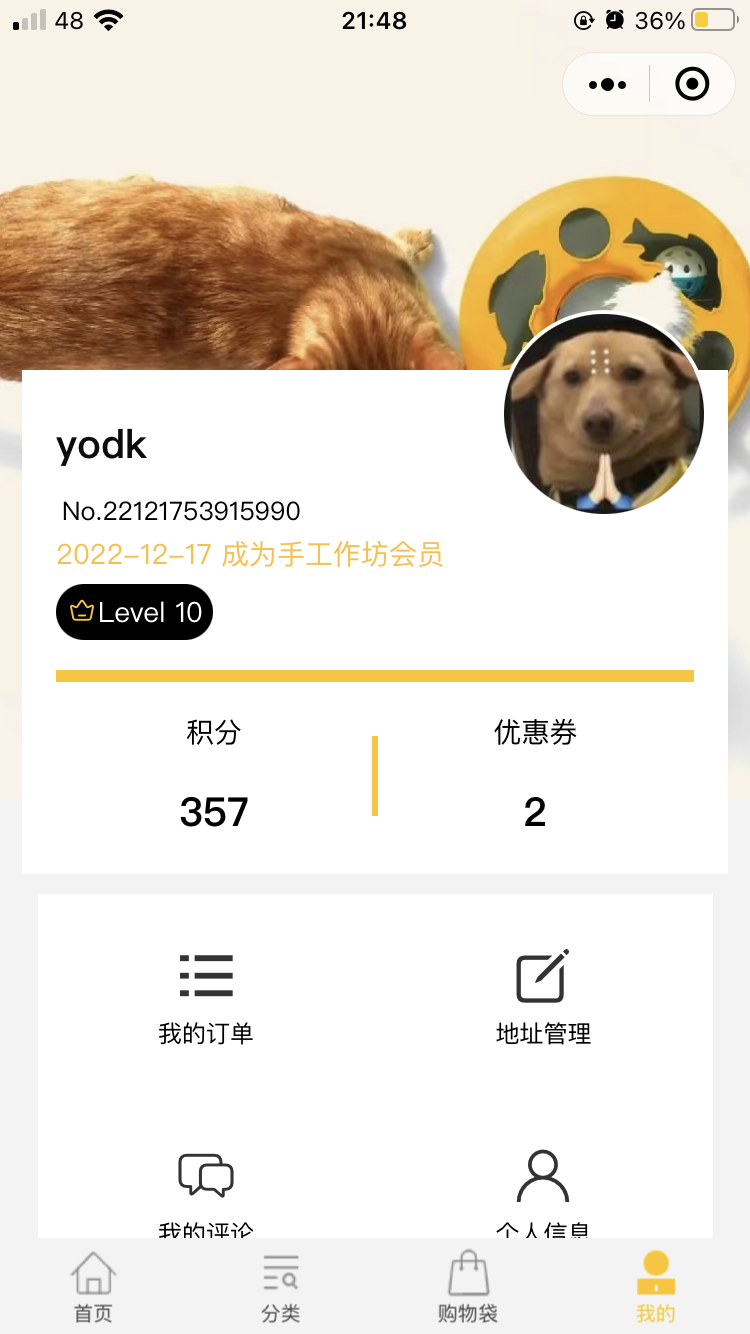 48
21:48
36%
yodk
No.22121753915990
2022-12-17 成为手工作坊会员
Level 10
积分
优惠券
357
2
我的订单
地址管理
我的评论
个人信息
首页
分类
购物袋
我的